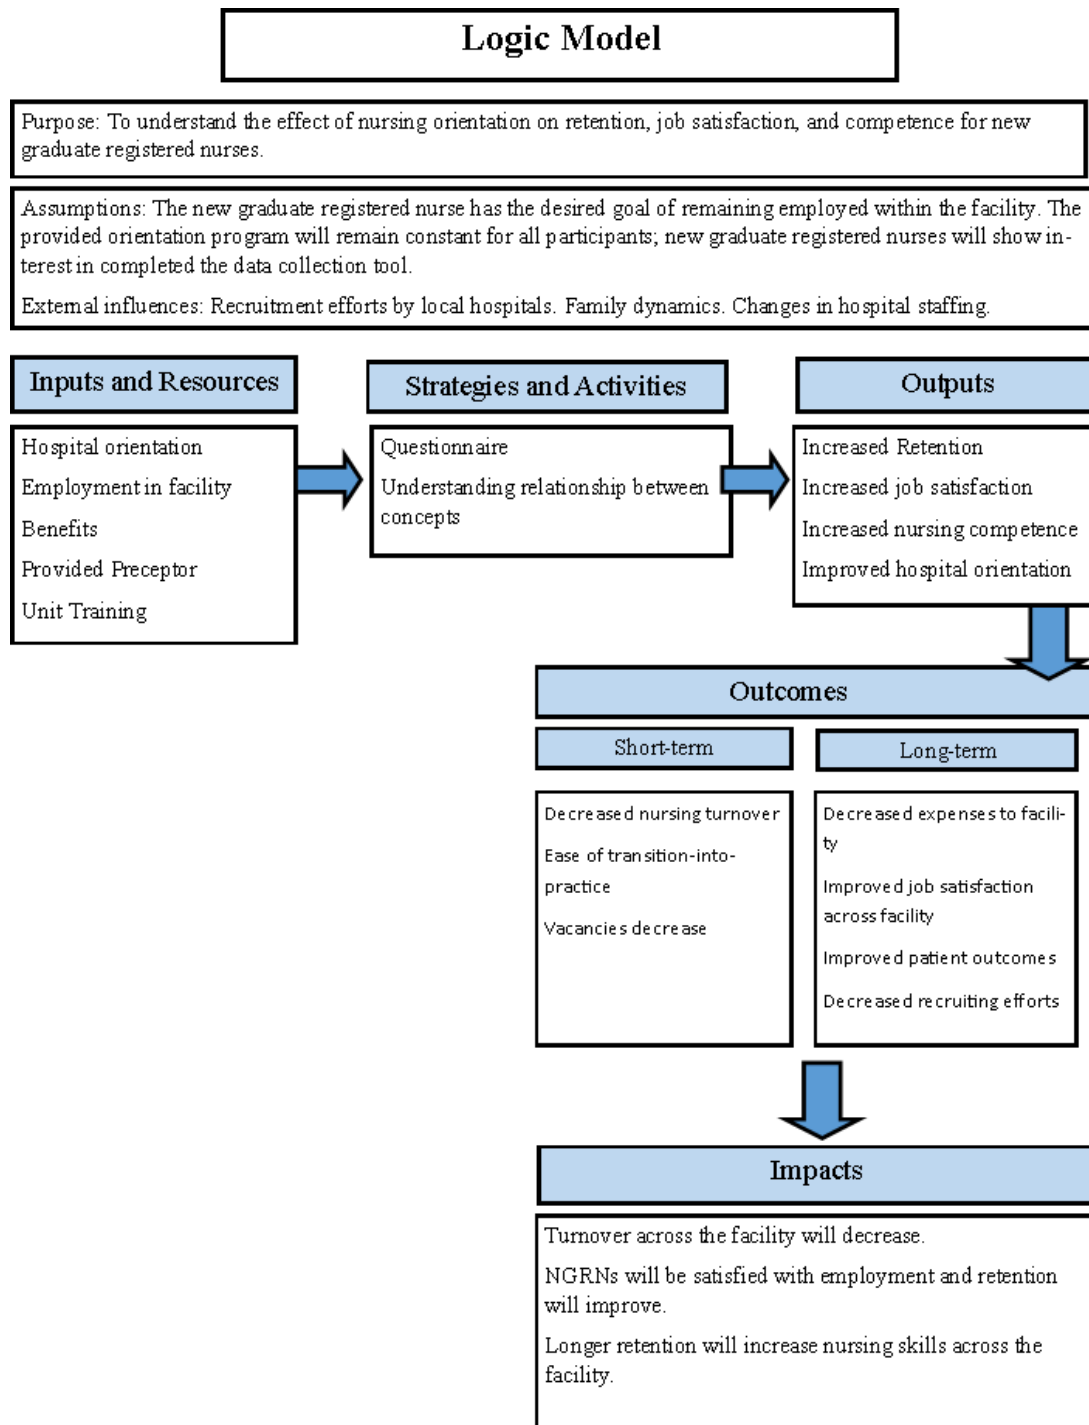 Logic Model
Purpose: To understand the effect of nursing orientation on retention, job satisfaction, and competence for new
graduate registered nurses.
Assumptions: The new graduate registered nurse has the desired goal of remaining employed within the facility. The
provided orientation program will remain constant for all participants; new graduate registered nurses will show in-
terest in completed the data collection tool.
External influences: Recruitment efforts by local hospitals. Family dynamics. Changes in hospital staffing.
Inputs and Resources
Hospital orientation
Employment in facility
Benefits
Provided Preceptor
Unit Training
Strategies and Activities
Questionnaire
Understanding relationship between
concepts
Outputs
Increased Retention
Increased job satisfaction
Increased nursing competence
Improved hospital orientation
Outcomes
Short-term
Decreased nursing turnover
Ease of transition-into-
practice
Vacancies decrease
Long-term
Decreased expenses to facili-
ty
Improved job satisfaction
across facility
Improved patient outcomes
Decreased recruiting efforts
Impacts
Turnover across the facility will decrease.
NGRNs will be satisfied with employment and retention
will improve.
Longer retention will increase nursing skills across the
facility.